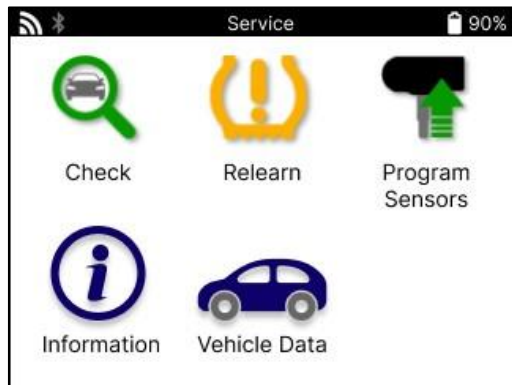 Service
90%
Check
Relearn
Program
Sensors
Information
Vehicle Data